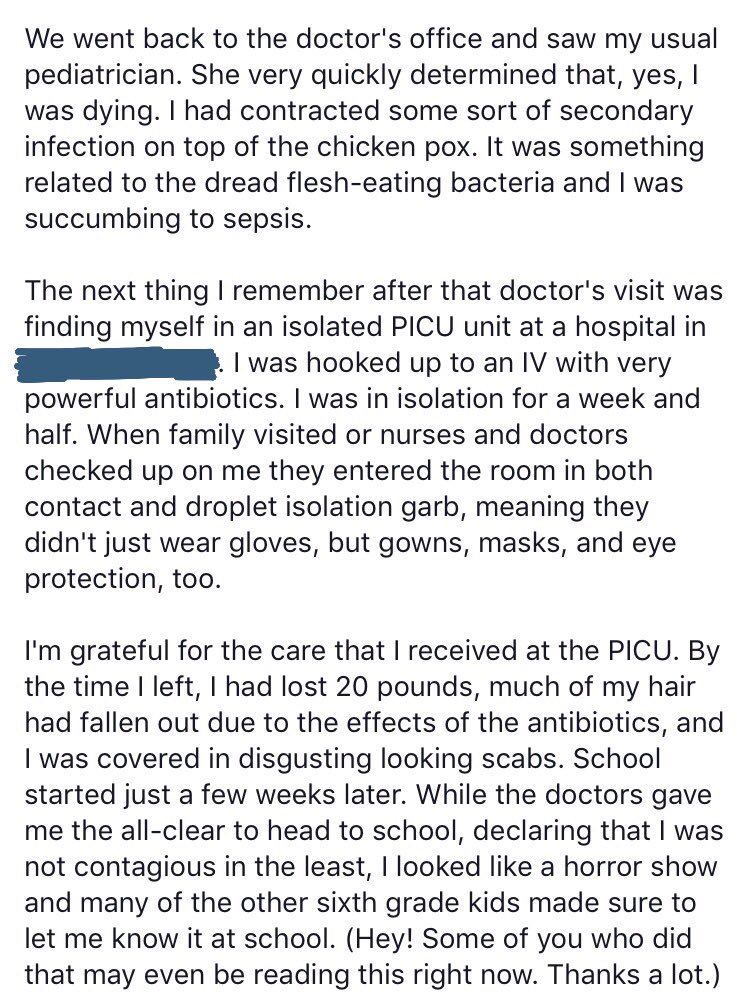 We went back to the doctor's office and saw my usual
pediatrician. She very quickly determined that, yes, I
was dying. I had contracted some sort of secondary
infection on top of the chicken pox. It was something
related to the dread flesh-eating bacteria and I was
succumbing to sepsis.
The next thing I remember after that doctor's visit was
finding myself in an isolated PICU unit at a hospital in
. I was hooked up to an IV with very
powerful antibiotics. I was in isolation for a week and
half. When family visited or nurses and doctors
checked up on me they entered the room in both
contact and droplet isolation garb, meaning they
didn't just wear gloves, but gowns, masks, and eye
protection, too.
I'm grateful for the care that I received at the PICU. By
the time I left, I had lost 20 pounds, much of my hair
had fallen out due to the effects of the antibiotics, and
I was covered in disgusting looking scabs. School
started just a few weeks later. While the doctors gave
me the all-clear to head to school, declaring that I was
not contagious in the least, I looked like a horror show
and many of the other sixth grade kids made sure to
let me know it at school. (Hey! Some of you who did
that may even be reading this right now. Thanks a lot.)